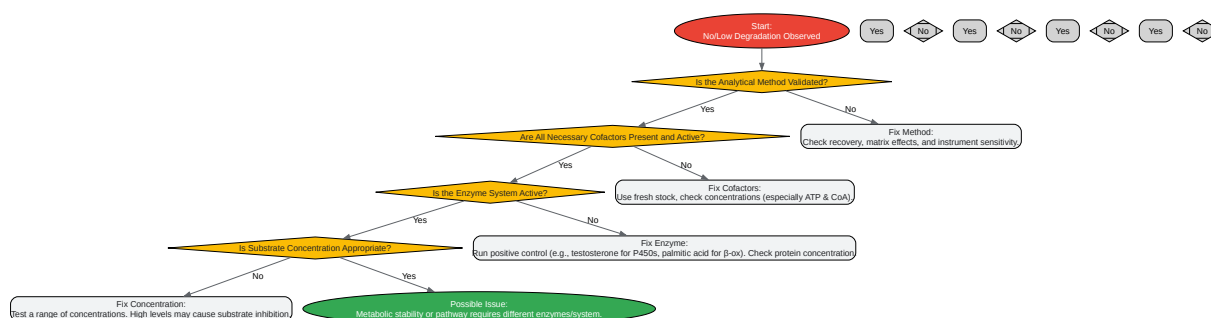 Start:
No/Low Degradation Observed
Yes
No
Yes
No
Yes
No
Yes
No
Is the Analytical Method Validated?
Yes
No
Are All Necessary Cofactors Present and Active?
Fix Method:
Check recovery, matrix effects, and instrument sensitivity.
Yes
No
Is the Enzyme System Active?
Fix Cofactors:
Use fresh stock, check concentrations (especially ATP & CoA).
Yes
No
Is Substrate Concentration Appropriate?
Fix Enzyme:
Run positive control (e.g., testosterone for P450s, palmitic acid for β-ox). Check protein concentration.
No
Yes
Fix Concentration:
Test a range of concentrations. High levels may cause substrate inhibition.
Possible Issue:
Metabolic stability or pathway requires different enzymes/system.